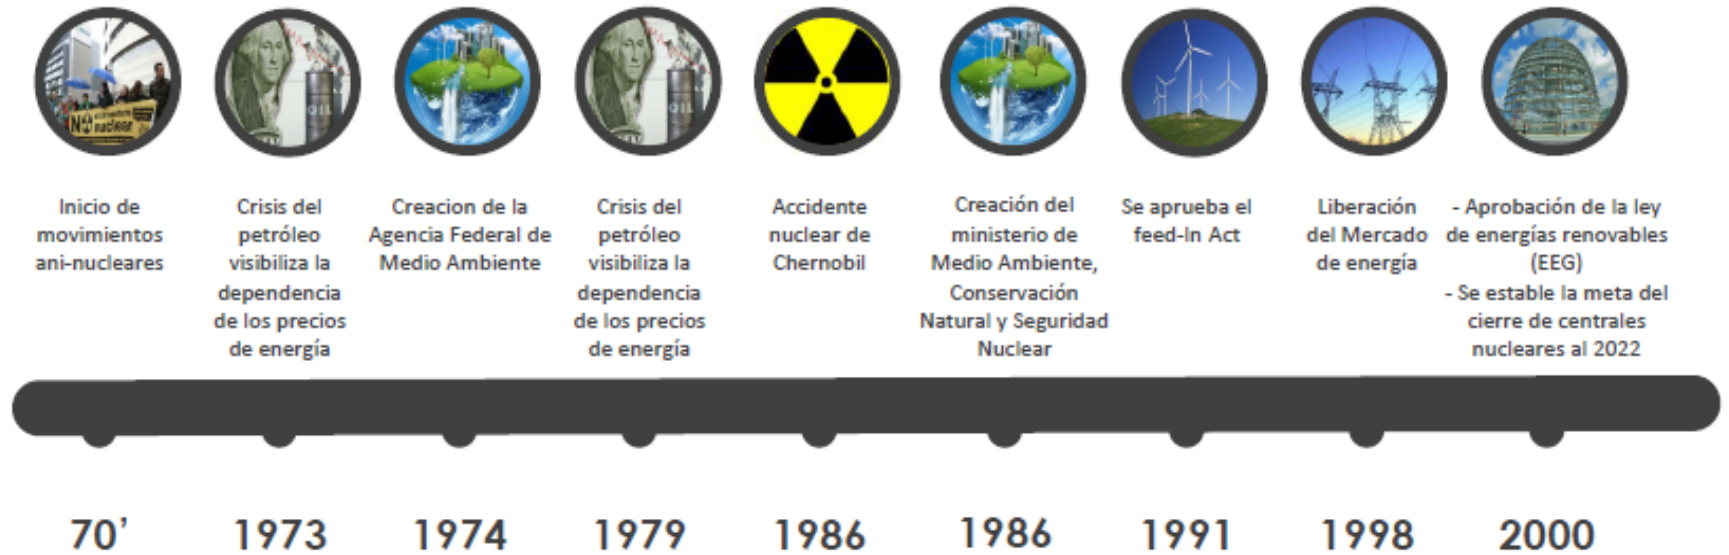 Inicio de
movimientos
ani-nucleares
Crisis del
petróleo
visibiliza la
dependencia
de los precios
de energía
Creacion de la
Agencia Federal de
Medio Ambiente
Crisis del
petróleo
visibiliza la
dependencia
de los precios
de energía
Accidente
nuclear de
Chernobil
Creación del
ministerio de
Medio Ambiente,
Conservación
Natural y Seguridad
Nuclear
Se aprueba el
feed-In Act
Liberación
del Mercado
de energía
- Aprobación de la ley
de energías renovables
(EEG)
- Se estable la meta del
cierre de centrales
nucleares al 2022
70’
1973
1974
1979
1986
1986
1991
1998
2000
OIL
nuclear